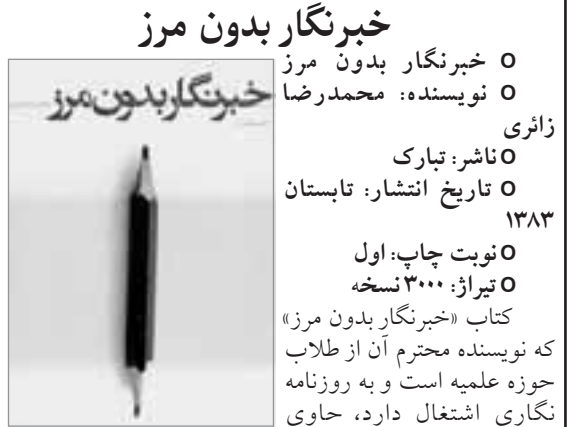 خبرنگار بدون مرز
خبرنگار بدون مرز
o خبرنگار بدون مرز
o نویسنده: محمدرضا
زائری
o ناشر: تبارک
o تاریخ انتشار: تابستان
۱۳۸۳
o نوبت چاپ: اول
o تیراژ: ۳۰۰۰ نسخه
کتاب «خبرنگار بدون مرز»
که نویسنده محترم آن از طلاب
حوزه علمیه است و به روزنامه
نگاری اشتغال دارد، حاوی